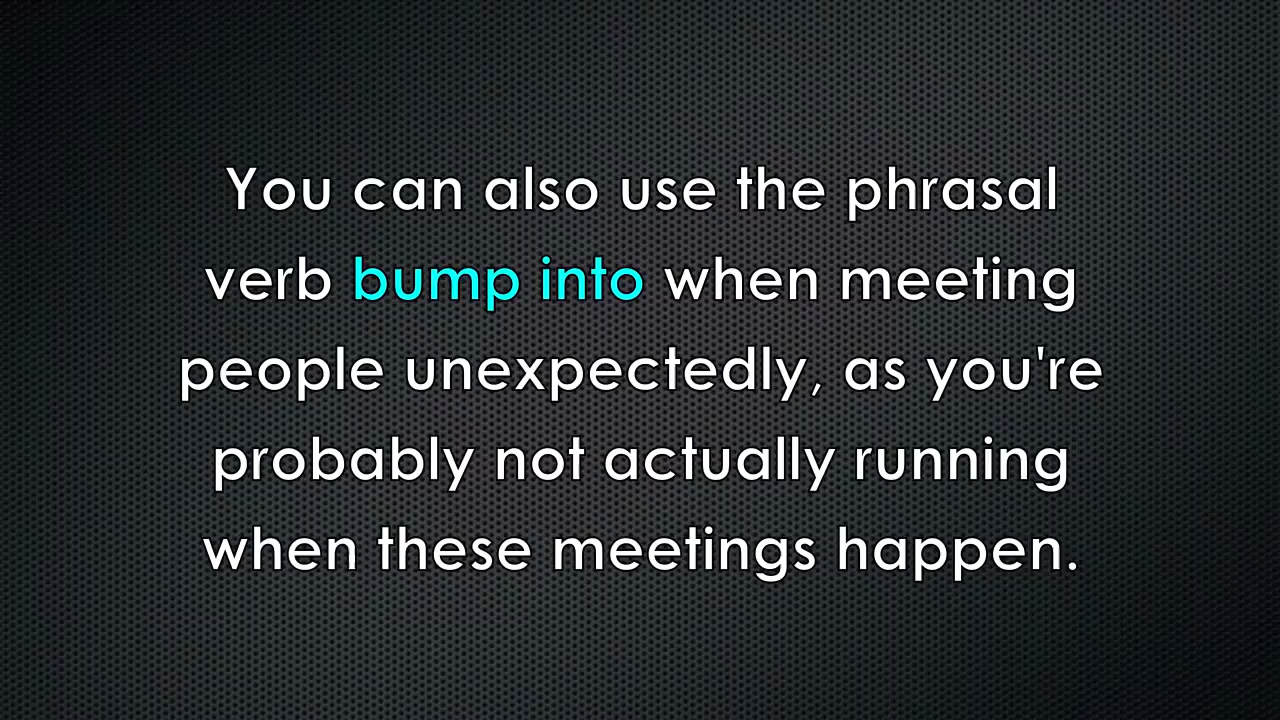 You can also use the phrasal
verb bump into when meeting
people unexpectedly, as you're
probably not actually running
when these meetings happen.